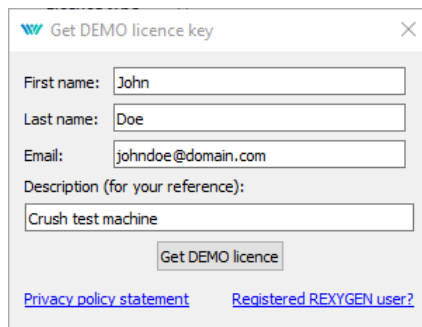 Get DEMO licence key
First name: John
Last name: Doe
Email: johndoe@domain.com
Description (for your reference):
Crush test machine
Get DEMO licence
Privacy policy statement Registered REXYGEN user?